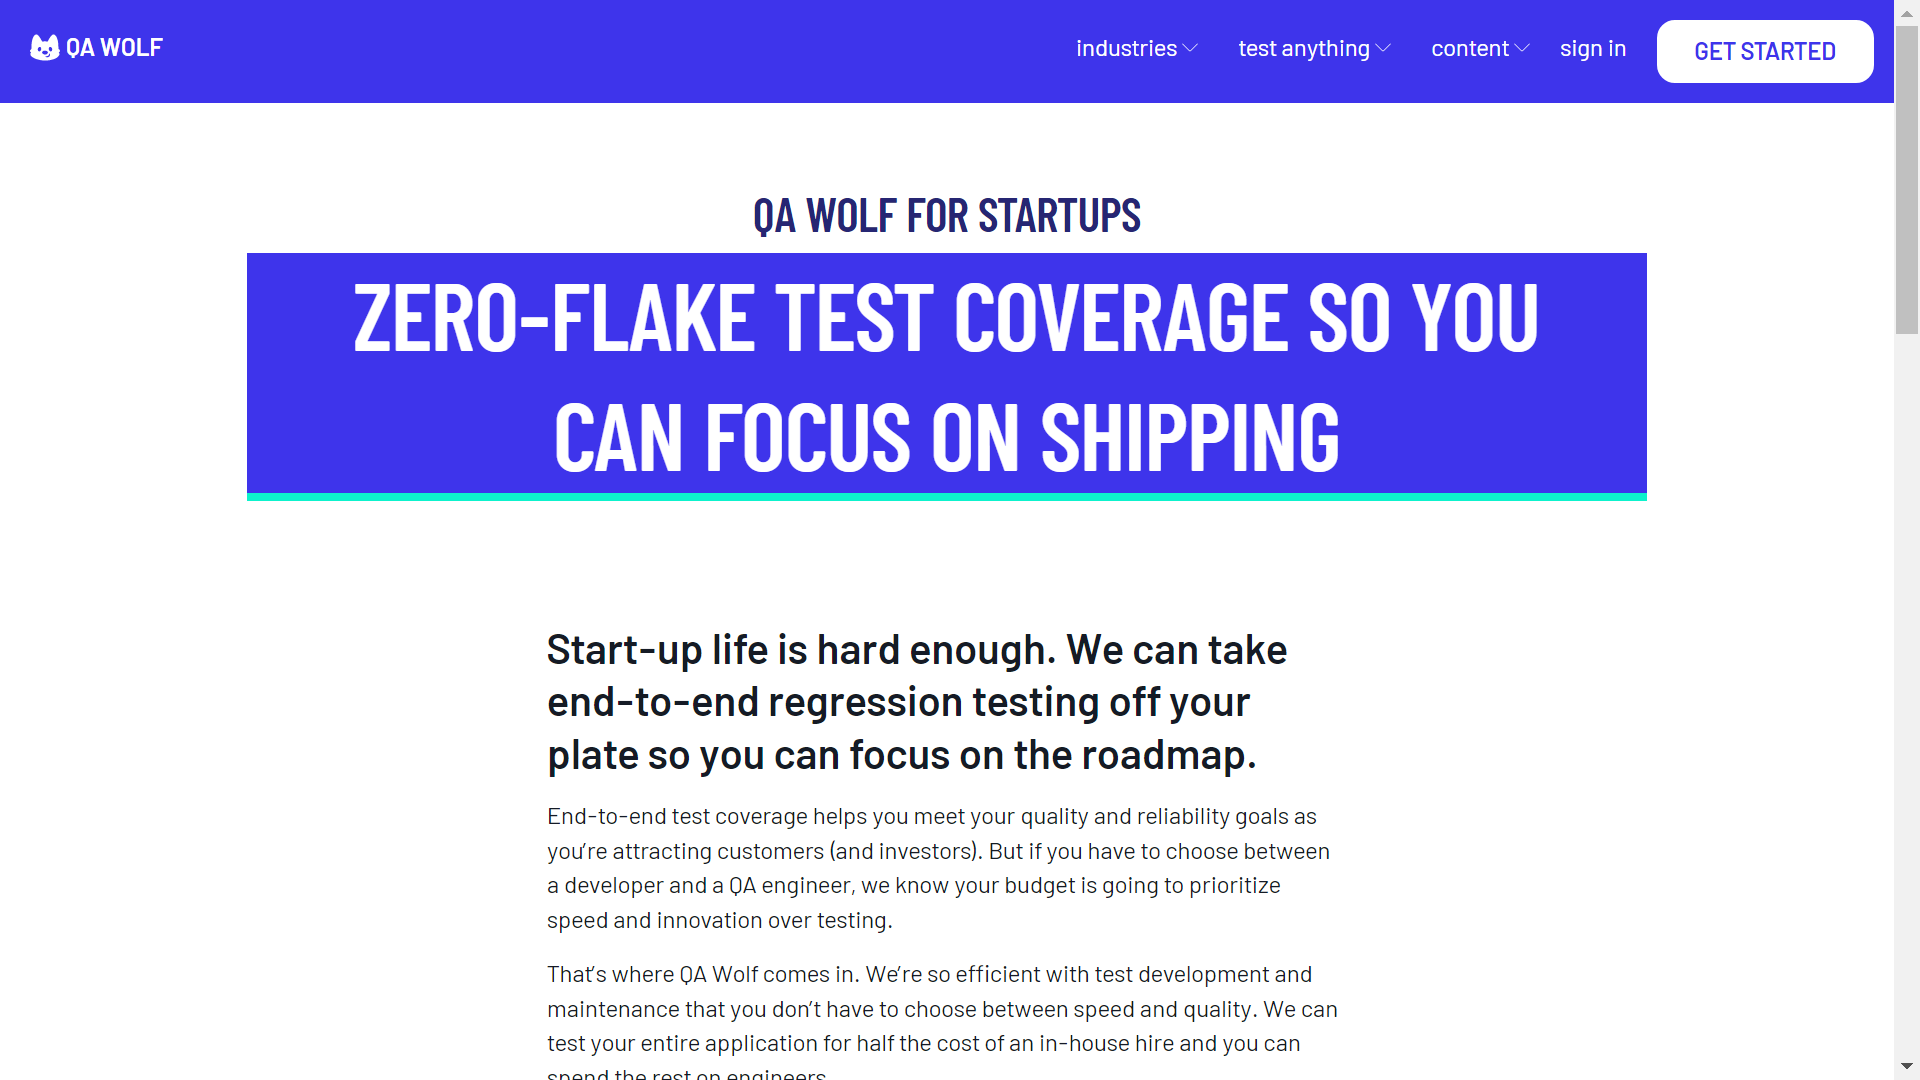 QA WOLF
industries
test anything
content
sign in
GET STARTED
QA WOLF FOR STARTUPS
ZERO-FLAKE TEST COVERAGE SO YOU
CAN FOCUS ON SHIPPING
Start-up life is hard enough. We can take
end-to-end regression testing off your
plate so you can focus on the roadmap.
End-to-end test coverage helps you meet your quality and reliability goals as
you’re attracting customers (and investors). But if you have to choose between
a developer and a QA engineer, we know your budget is going to prioritize
speed and innovation over testing.
That’s where QA Wolf comes in. We’re so efficient with test development and
maintenance that you don’t have to choose between speed and quality. We can
test your entire application for half the cost of an in-house hire and you can
spend the rest on engineers.